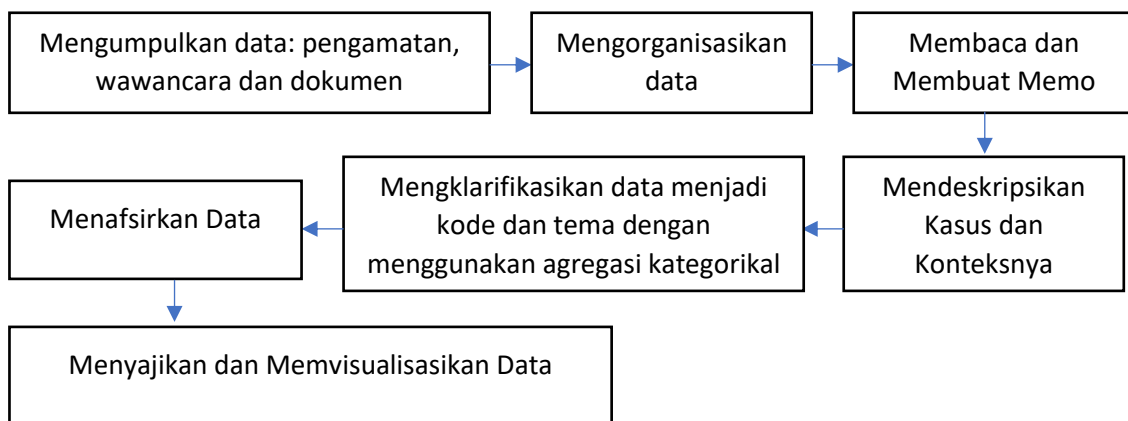 Mengumpulkan data: pengamatan,
wawancara dan dokumen
Mengorganisasikan
data
Membaca dan
Membuat Memo
Mendeskripsikan
Kasus dan
Konteksnya
Mengklarifikasikan data menjadi
kode dan tema dengan
menggunakan agregasi kategorikal
Menafsirkan Data
Menyajikan dan Memvisualisasikan Data